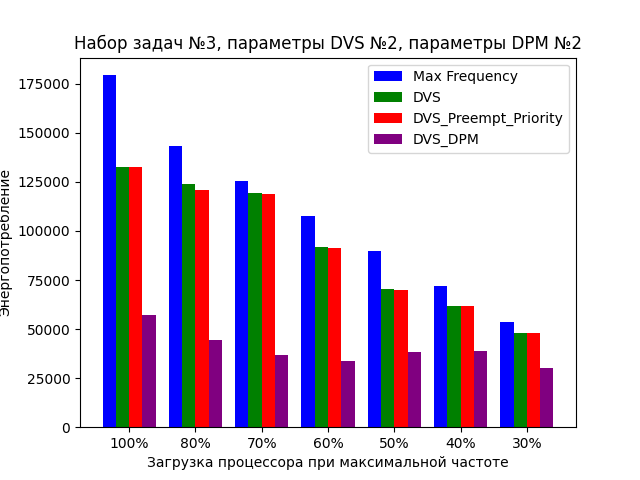 Набор задач №3, параметры DVS №2, параметры DPM №2
Max Frequency
DVS
DVS_Preempt_Priority
DVS_DPM
Энергопотребление
175000
150000
125000
100000
75000
50000
25000
0
100% 80% 70% 60% 50% 40% 30%
Загрузка процессора при максимальной частоте